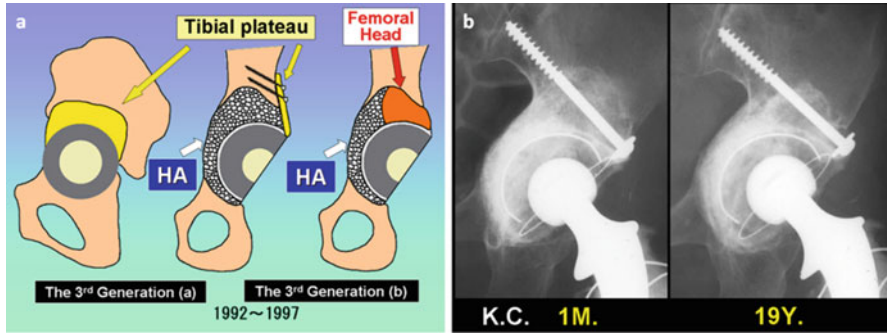 a
Tibial plateau
Femoral
Head
HA
HA
The 3rd Generation (a)
The 3rd Generation (b)
1992～1997
b
K.C. 1M.
19Y.